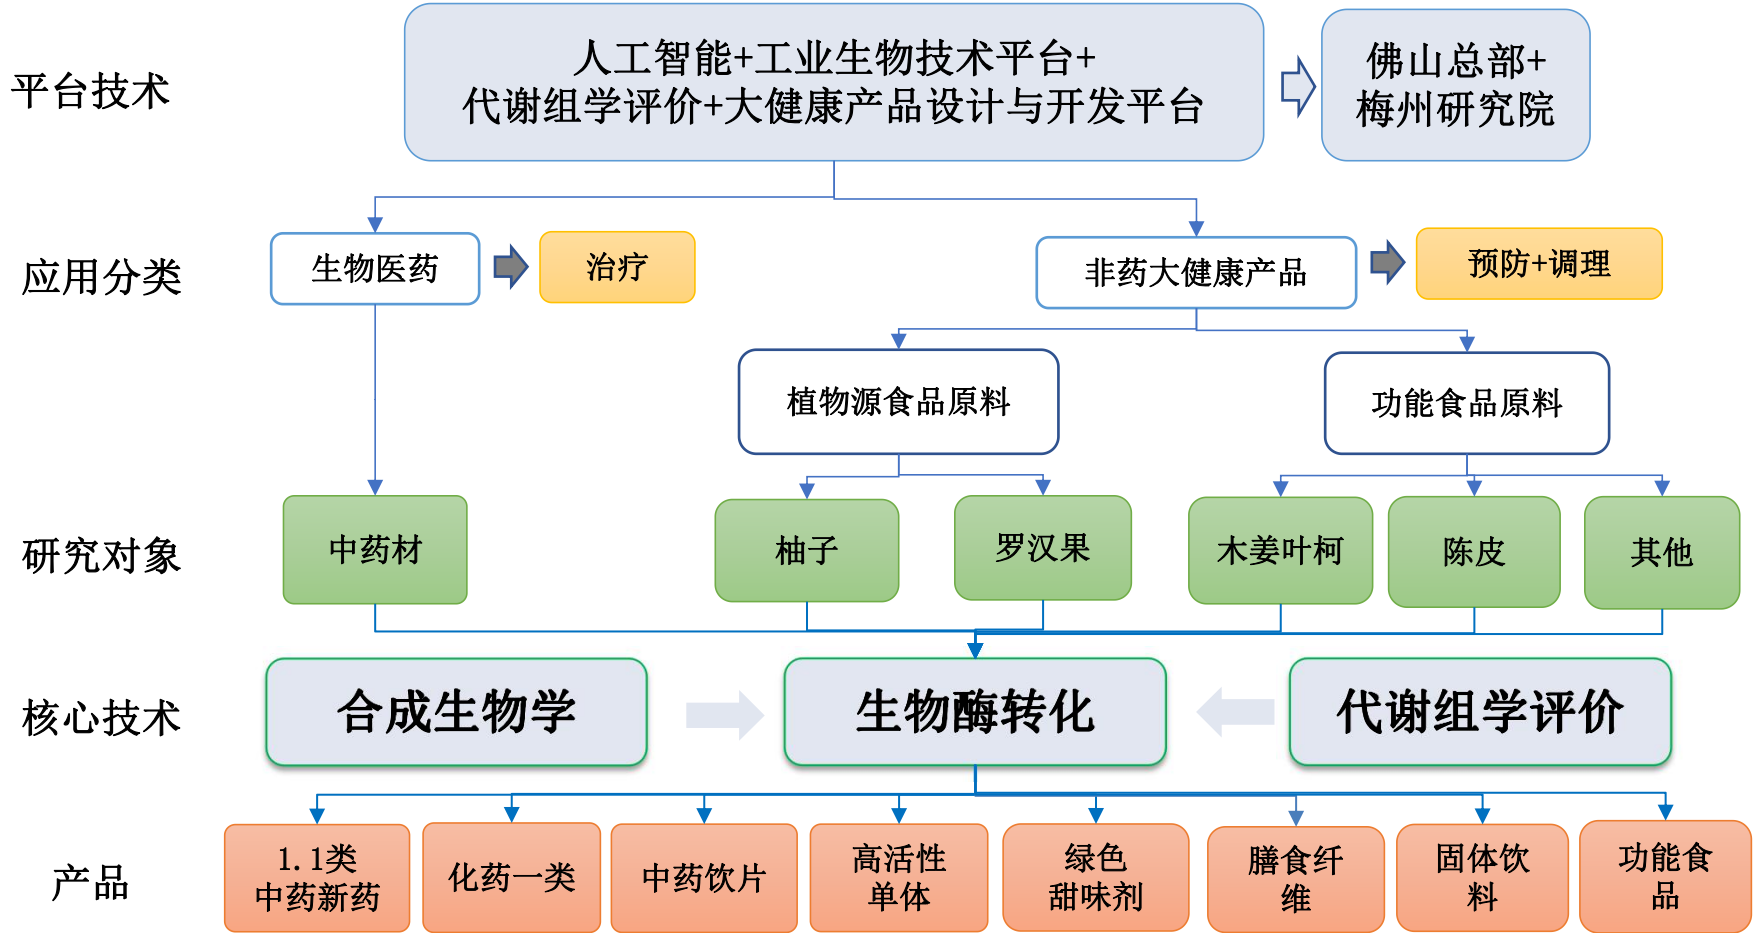 平台技术
人工智能+工业生物技术平台+
代谢组学评价+大健康产品设计与开发平台
佛山总部+
梅州研究院
应用分类
生物医药
治疗
非药大健康产品
预防+调理
植物源食品原料
功能食品原料
研究对象
中药材
柚子
罗汉果
木姜叶柯
陈皮
其他
核心技术
合成生物学
生物酶转化
代谢组学评价
产品
1.1类
中药新药
化药一类
中药饮片
高活性
单体
绿色
甜味剂
膳食纤
维
固体饮
料
功能食
品